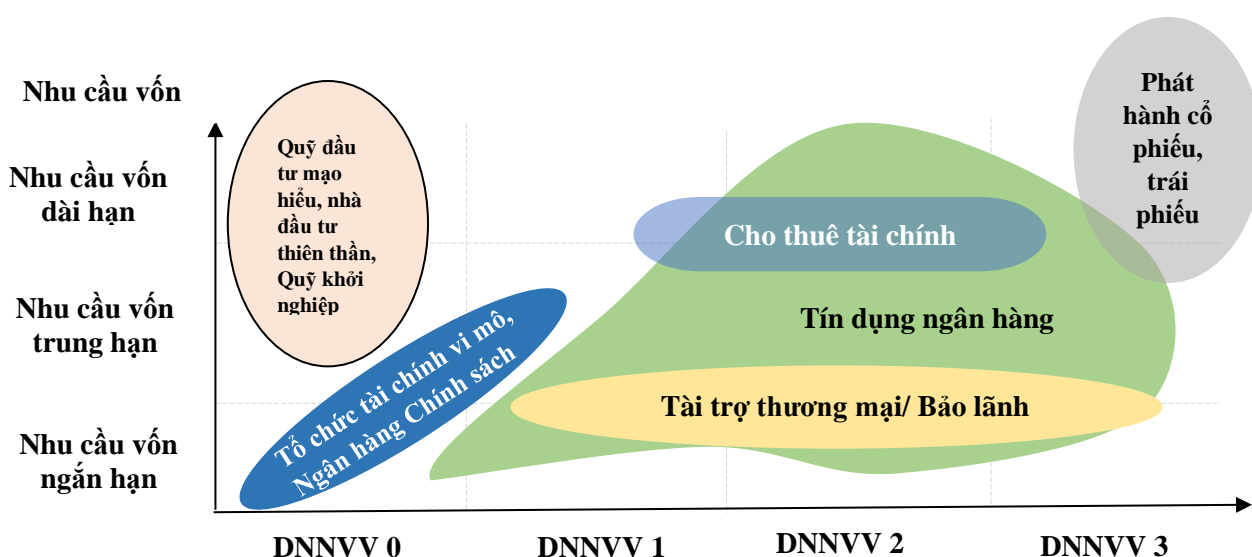 Nhu cầu vốn
Nhu cầu vốn
dài hạn
Nhu cầu vốn
trung hạn
Nhu cầu vốn
ngắn hạn
Quỹ đầu
tư mạo
hiểu, nhà
đầu tư
thiên thần,
Quỹ khởi
nghiệp
Tổ chức tài chính vi mô,
Ngân hàng Chính sách
Cho thuê tài chính
Tín dụng ngân hàng
Tài trợ thương mại/ Bảo lãnh
Phát
hành cổ
phiếu,
trái
phiếu
DNNVV 0
DNNVV 1
DNNVV 2
DNNVV 3